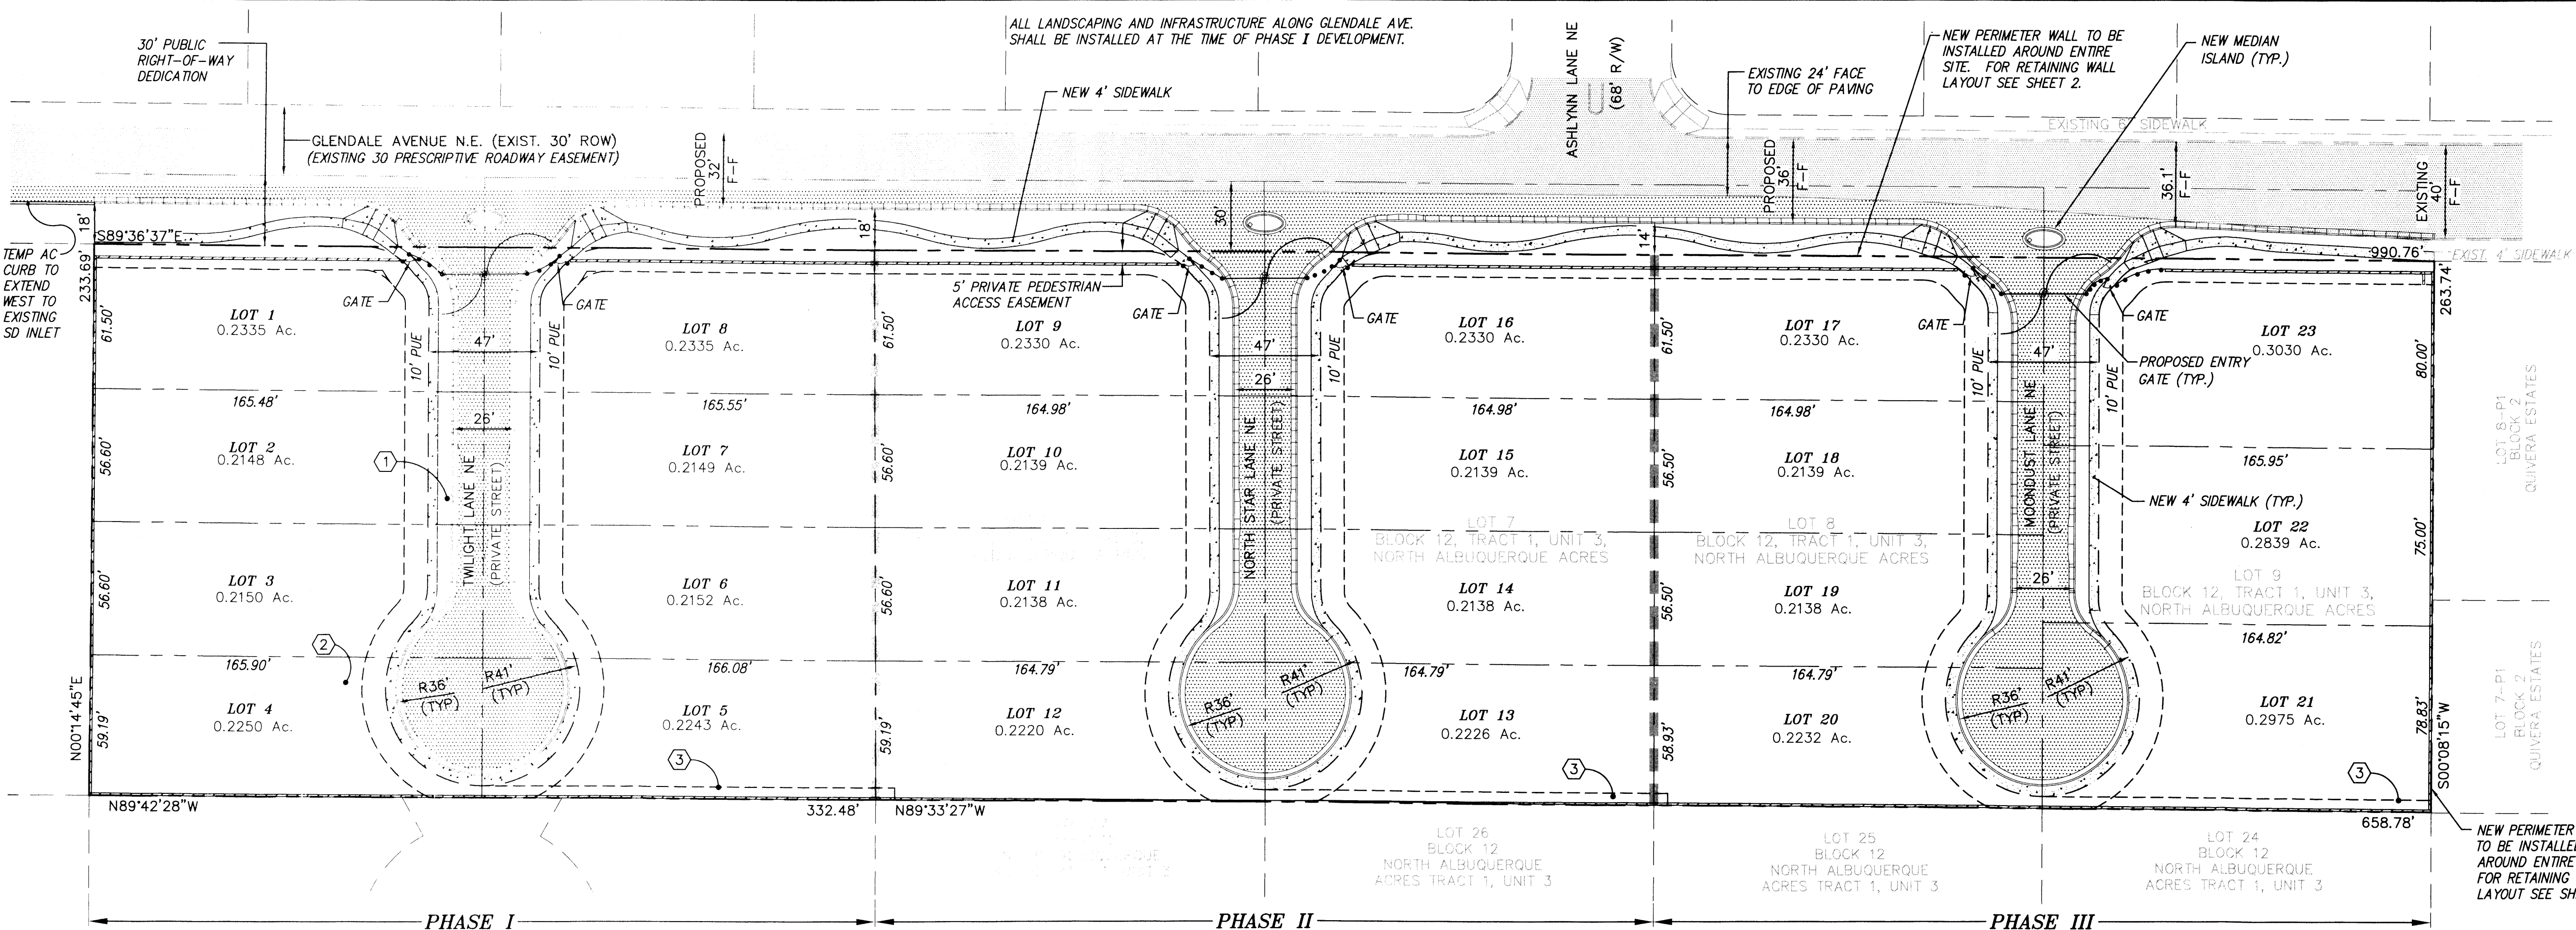 30' PUBLIC
RIGHT-OF-WAY
DEDICATION
ALL LANDSCAPING AND INFRASTRUCTURE ALONG GLENDALE AVE.
SHALL BE INSTALLED AT THE TIME OF PHASE I DEVELOPMENT.
NEW 4' SIDEWALK
ASHLYNN LANE NE
(68' R/W)
EXISTING 24' FACE
TO EDGE OF PAVING
NEW PERIMETER WALL TO BE
INSTALLED AROUND ENTIRE
SITE. FOR RETAINING WALL
LAYOUT SEE SHEET 2.
NEW MEDIAN
ISLAND (TYP.)
GLENDALE AVENUE N.E. (EXIST. 30' ROW)
(EXISTING 30 PRESCRIPTIVE ROADWAY EASEMENT)
PROPOSED
32'
F-F
PROPOSED
36'
F-F
EXISTING 6' SIDEWALK
36.1'
F-F
EXISTING
40'
F-F
TEMP AC
CURB TO
EXTEND
WEST TO
EXISTING
SD INLET
18'
S89°36'37"E
18'
30'
14'
990.76'
EXIST. 4' SIDEWALK
233.69'
263.74'
GATE
GATE
5' PRIVATE PEDESTRIAN
ACCESS EASEMENT
GATE
GATE
GATE
GATE
PROPOSED ENTRY
GATE (TYP.)
61.50'
LOT 1
0.2335 Ac.
10' PUE
47'
10' PUE
LOT 8
0.2335 Ac.
61.50'
LOT 9
0.2330 Ac.
47'
10' PUE
LOT 16
0.2330 Ac.
61.50'
LOT 17
0.2330 Ac.
10' PUE
47'
10' PUE
LOT 23
0.3030 Ac.
80.00'
165.48'
26'
165.55'
164.98'
26'
164.98'
164.98'
165.95'
56.60'
LOT 2
0.2148 Ac.
1
TWILIGHT LANE NE
(PRIVATE STREET)
LOT 7
0.2149 Ac.
56.60'
LOT 10
0.2139 Ac.
NORTH STAR LANE NE
(PRIVATE STREET)
LOT 15
0.2139 Ac.
56.50'
LOT 18
0.2139 Ac.
MOONDUST LANE NE
(PRIVATE STREET)
NEW 4' SIDEWALK (TYP.)
LOT 22
0.2839 Ac.
75.00'
LOT 8-P1
BLOCK 2
QUIVERA ESTATES
LOT 7
BLOCK 12, TRACT 1, UNIT 3,
NORTH ALBUQUERQUE ACRES
LOT 8
BLOCK 12, TRACT 1, UNIT 3,
NORTH ALBUQUERQUE ACRES
LOT 9
BLOCK 12, TRACT 1, UNIT 3,
NORTH ALBUQUERQUE ACRES
56.60'
LOT 3
0.2150 Ac.
LOT 6
0.2152 Ac.
56.60'
LOT 11
0.2138 Ac.
LOT 14
0.2138 Ac.
56.50'
LOT 19
0.2138 Ac.
26'
2
165.90'
166.08'
164.79'
164.79'
164.79'
164.82'
N00°14'45"E
59.19'
LOT 4
0.2250 Ac.
R36'
(TYP)
R41'
(TYP)
LOT 5
0.2243 Ac.
59.19'
LOT 12
0.2220 Ac.
R36'
(TYP)
R41'
(TYP)
LOT 13
0.2226 Ac.
58.93'
LOT 20
0.2232 Ac.
R36'
(TYP)
R41'
(TYP)
LOT 21
0.2975 Ac.
78.83'
S00°08'15"W
LOT 7-P1
BLOCK 2
QUIVERA ESTATES
3
3
3
N89°42'28"W
332.48'
N89°33'27"W
658.78'
LOT 26
BLOCK 12
NORTH ALBUQUERQUE
ACRES TRACT 1, UNIT 3
LOT 25
BLOCK 12
NORTH ALBUQUERQUE
ACRES TRACT 1, UNIT 3
LOT 24
BLOCK 12
NORTH ALBUQUERQUE
ACRES TRACT 1, UNIT 3
NEW PERIMETER
TO BE INSTALLE
AROUND ENTIRE
FOR RETAINING
LAYOUT SEE SH
PHASE I
PHASE II
PHASE III